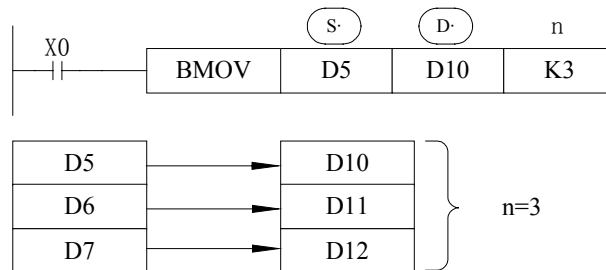 S· D· n
X0
BMOV D5 D10 K3
D5 D10
D6 D11 n=3
D7 D12